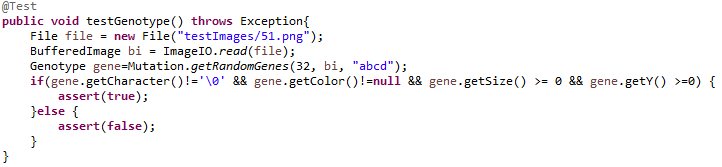 @Test
public void testGenotype() throws Exception{
    File file = new File("testImages/51.png");
    BufferedImage bi = ImageIO.read(file);
    Genotype gene=Mutation.getRandomGenes(32, bi, "abcd");
    if(gene.getCharacter()!='\0' && gene.getColor()!=null && gene.getSize() >= 0 && gene.getY() >=0) {
        assert(true);
    }else {
        assert(false);
    }
}